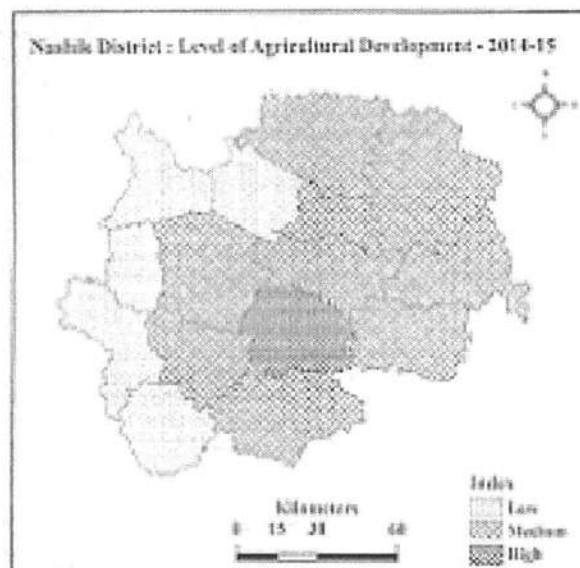 Nashik District : Level of Agricultural Development - 2014-15
Index
Low
Medium
High
Kilometers
0 15 30 60